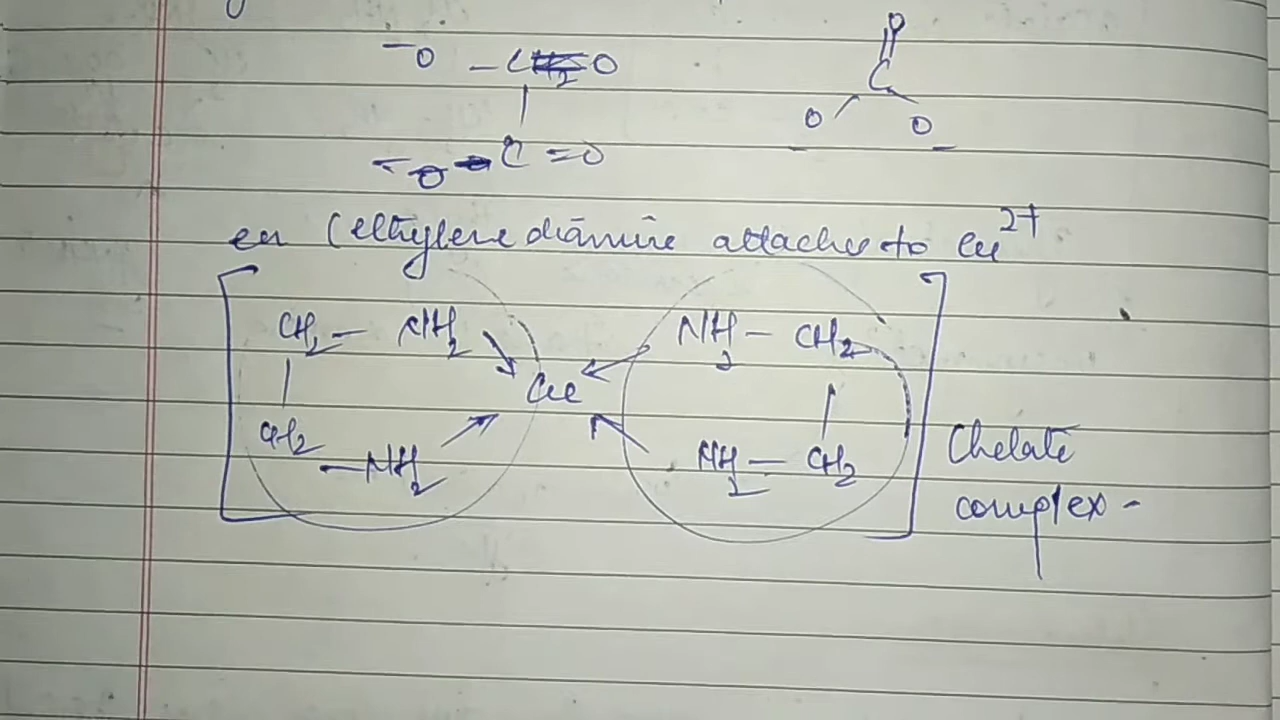 O
⁻O – C=O
C
O O
– –
⁻O – C =O
en (ethylene diamine attaches to Cu²⁺
CH₂ – NH₂ NH₂ – CH₂
Cu
CH₂ – NH₂ NH₂ – CH₂
Chelate
complex -